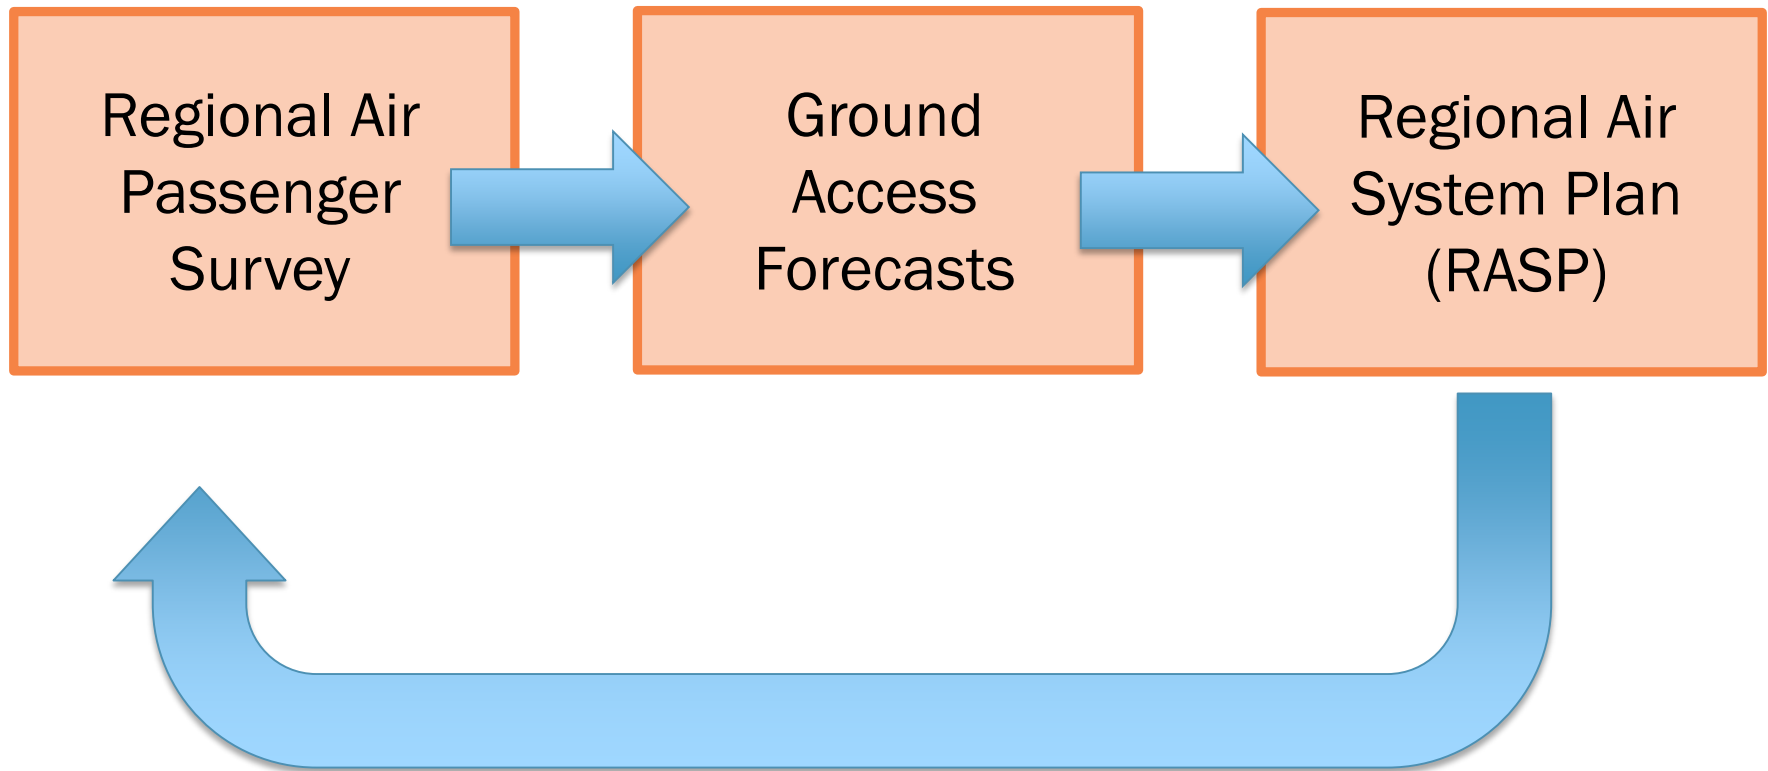 Regional Air
Passenger
Survey
Ground
Access
Forecasts
Regional Air
System Plan
(RASP)